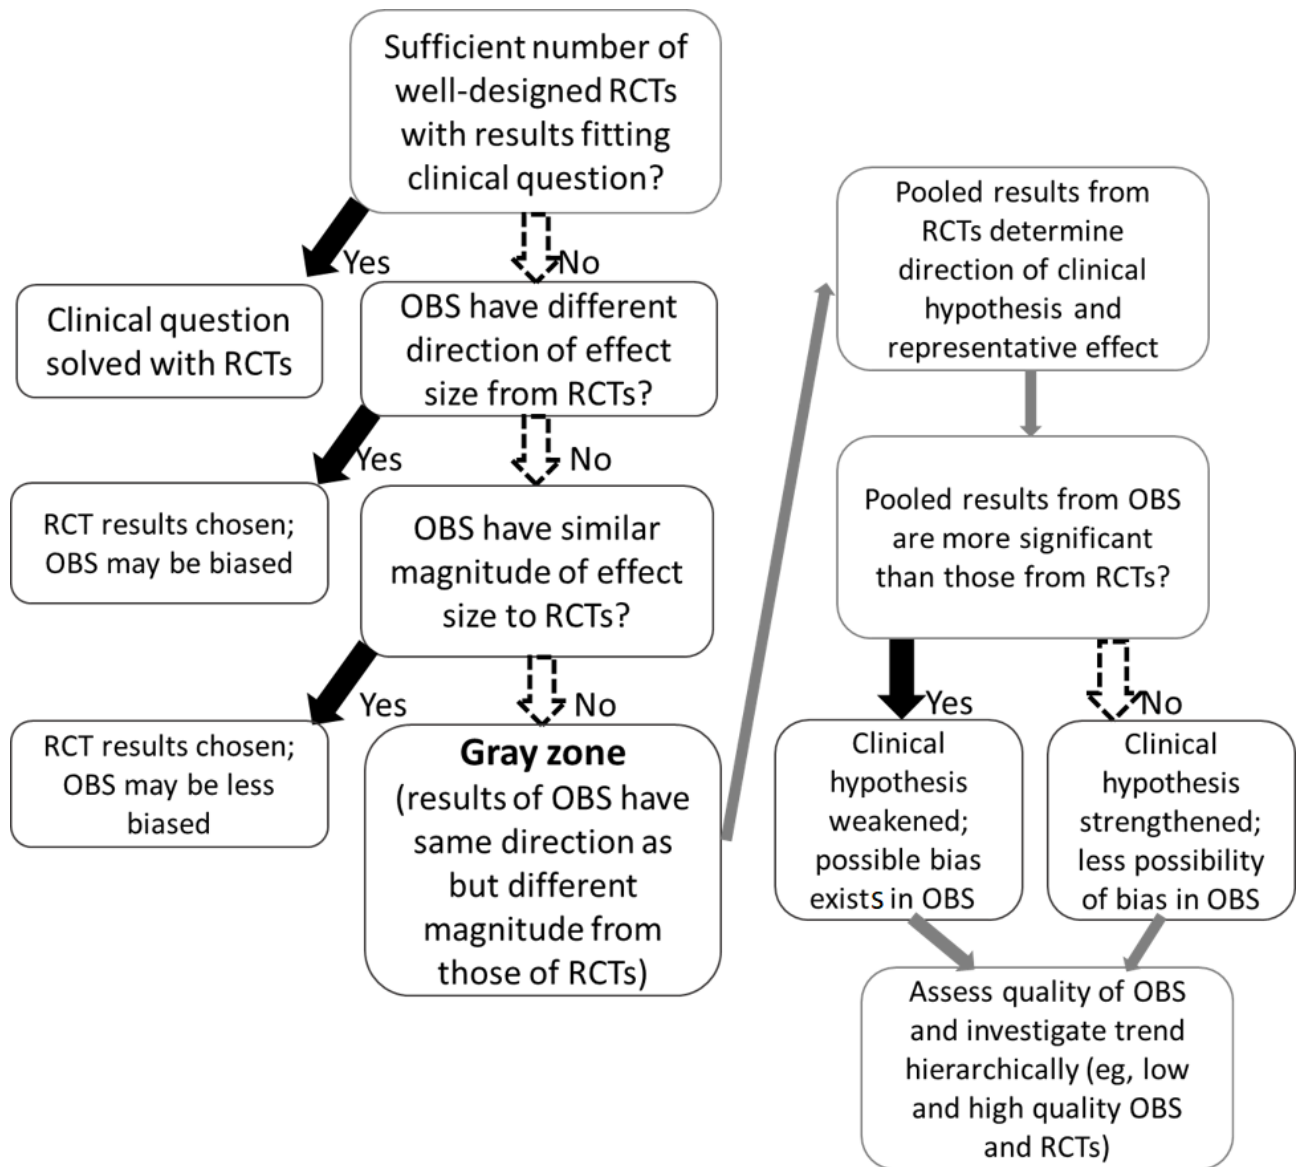 Sufficient number of
well-designed RCTs
with results fitting
clinical question?
Yes
No
Clinical question
solved with RCTs
OBS have different
direction of effect
size from RCTs?
Yes
No
RCT results chosen;
OBS may be biased
OBS have similar
magnitude of effect
size to RCTs?
Yes
No
RCT results chosen;
OBS may be less
biased
Gray zone
(results of OBS have
same direction as
but different
magnitude from
those of RCTs)
Pooled results from
RCTs determine
direction of clinical
hypothesis and
representative effect
Pooled results from OBS
are more significant
than those from RCTs?
Yes
No
Clinical
hypothesis
weakened;
possible bias
exists in OBS
Clinical
hypothesis
strengthened;
less possibility
of bias in OBS
Assess quality of OBS
and investigate trend
hierarchically (eg, low
and high quality OBS
and RCTs)